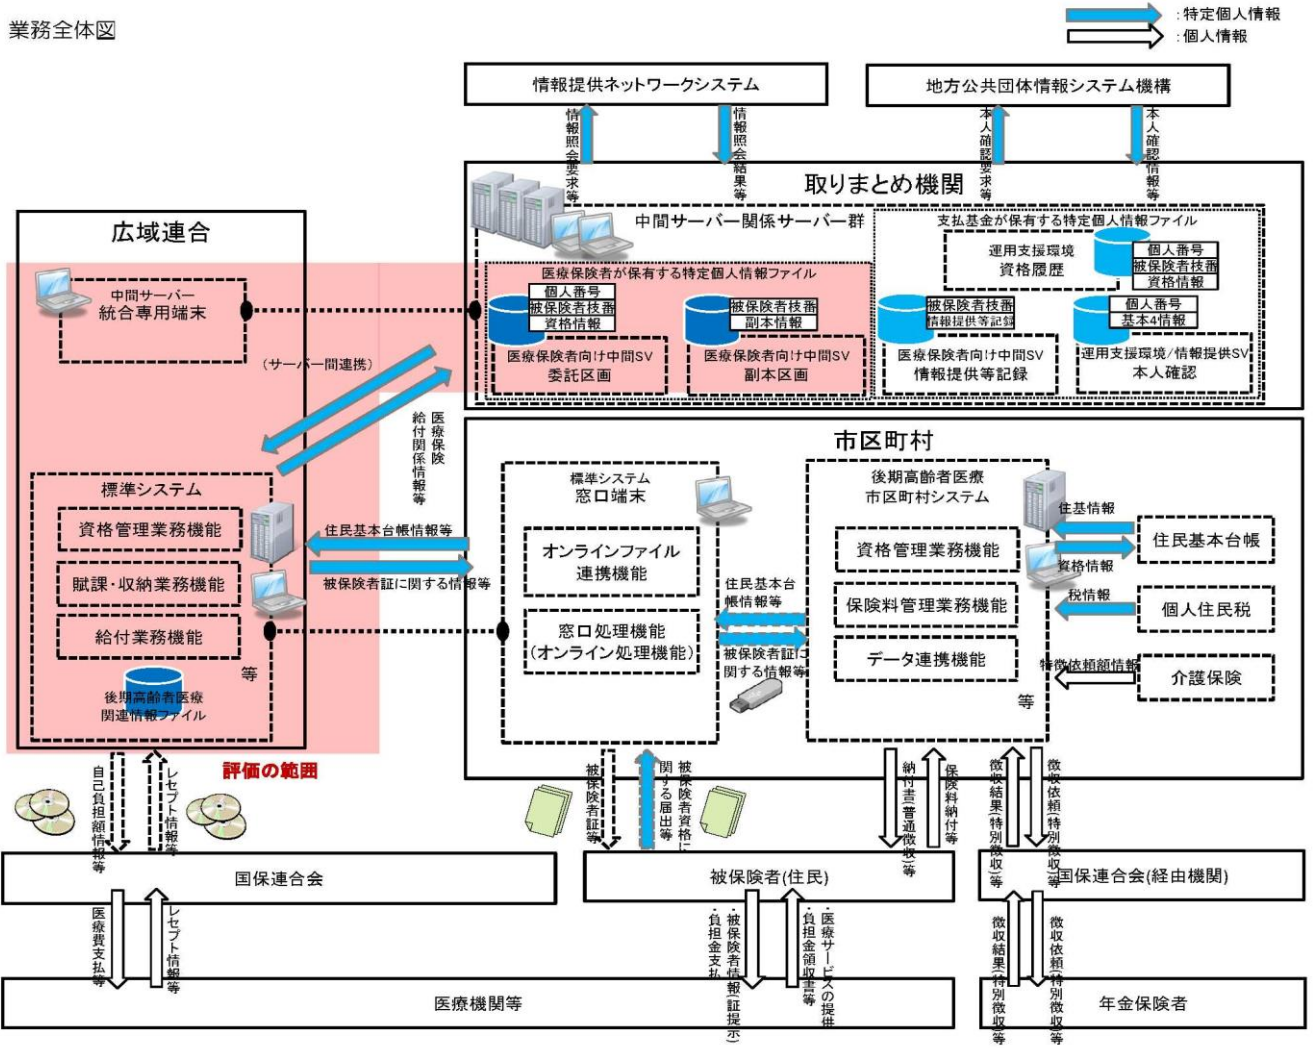 業務全体図
:特定個人情報
:個人情報
情報提供ネットワークシステム
地方公共団体情報システム機構
情報照会要求等
情報照会結果等
本人確認要求等
本人確認情報等
取りまとめ機関
中間サーバー関係サーバー群
支払基金が保有する特定個人情報ファイル
運用支援環境
資格履歴
個人番号
被保険者枝番
資格情報
医療保険者が保有する特定個人情報ファイル
個人番号
被保険者枝番
資格情報
医療保険者向け中間SV
委託区画
被保険者枝番
副本情報
医療保険者向け中間SV
副本区画
被保険者枝番
情報提供等記録
医療保険者向け中間SV
情報提供等記録
個人番号
基本4情報
運用支援環境/情報提供SV
本人確認
広域連合
中間サーバー
統合専用端末
(サーバー間連携)
医療保険
給付関係情報等
標準システム
資格管理業務機能
賦課・収納業務機能
給付業務機能
等
後期高齢者医療
関連情報ファイル
評価の範囲
住民基本台帳情報等
被保険者証に関する情報等
市区町村
標準システム
窓口端末
オンラインファイル
連携機能
窓口処理機能
(オンライン処理機能)
住民基本台
帳情報等
被保険者証に
関する情報等
後期高齢者医療
市区町村システム
資格管理業務機能
保険料管理業務機能
データ連携機能
等
住基情報
資格情報
税情報
特徴依頼額情報
住民基本台帳
個人住民税
介護保険
自己負担額情報等
レセプト情報等
被保険者証等
被保険者資格に
関する届出等
納付書(普通徴収)等
保険料納付等
徴収結果(特別徴収)等
徴収依頼(特別徴収)等
国保連合会
被保険者(住民)
国保連合会(経由機関)
医療費支払等
レセプト情報等
・被保険者情報(証提示)
・負担金支払
・医療サービスの提供
・負担金領収書等
徴収結果(特別徴収)等
徴収依頼(特別徴収)等
医療機関等
年金保険者